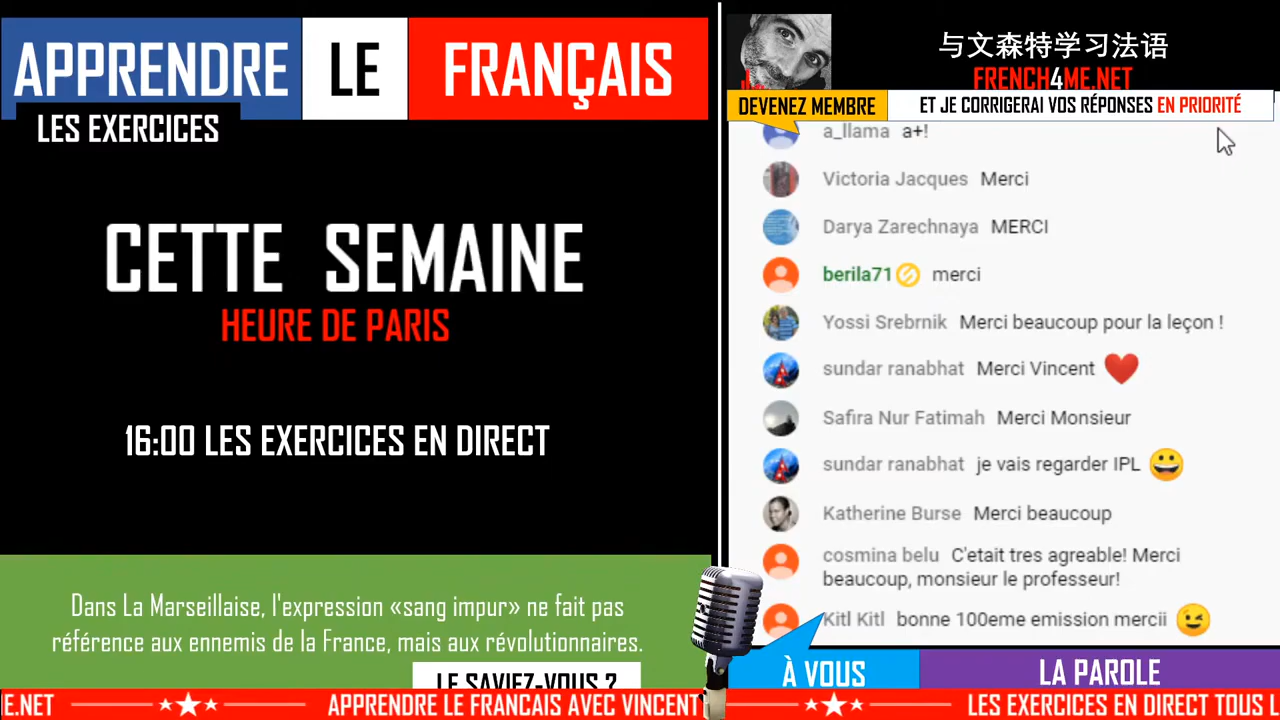 APPRENDRE LE FRANÇAIS
LES EXERCICES
CETTE SEMAINE
HEURE DE PARIS
16:00 LES EXERCICES EN DIRECT
Dans La Marseillaise, l'expression «sang impur» ne fait pas
référence aux ennemis de la France, mais aux révolutionnaires.
LE SAVIEZ-VOUS ?
与文森特学习法语
FRENCH4ME.NET
DEVENEZ MEMBRE
ET JE CORRIGERAI VOS RÉPONSES EN PRIORITÉ
a_llama a+!
Victoria Jacques Merci
Darya Zarechnaya MERCI
berila71 merci
Yossi Srebrnik Merci beaucoup pour la leçon !
sundar ranabhat Merci Vincent ❤️
Safira Nur Fatimah Merci Monsieur
sundar ranabhat je vais regarder IPL 😀
Katherine Burse Merci beaucoup
cosmina belu C'etait tres agreable! Merci
beaucoup, monsieur le professeur!
Kitl Kitl bonne 100eme emission mercii 😉
À VOUS LA PAROLE
E.NET ★ APPRENDRE LE FRANCAIS AVEC VINCENT ★ LES EXERCICES EN DIRECT TOUS L